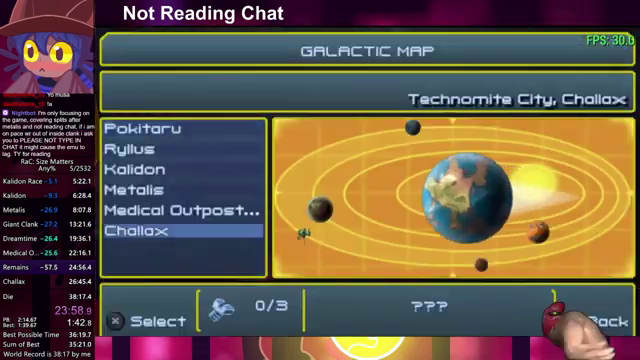 Not Reading Chat
FPS: 30.0
GALACTIC MAP
Technomite City, Challax
Pokitaru
Ryllus
Kalidon
Metalis
Medical Outpost...
Challax
Select
0/3
???
Back
Yo musa
Nightbot: I'm only focusing on
the game, covering splits after
metalis and not reading chat, if i am
on pace wr out of inside clank i ask
you to PLEASE NOT TYPE IN
CHAT it might cause the emu to
lag. TY for reading
RaC: Size Matters
Any% 5/2532
Kalidon Race -5.1 5:22.1
Kalidon -9.3 6:28.4
Metalis -26.9 8:07.8
Giant Clank -27.2 13:21.6
Dreamtime -26.4 19:36.1
Medical O... -25.6 22:16.1
Remains -57.5 24:56.4
Challax 26:45.4
Die 38:17.4
23:58.9
PB: 2:14.67
Best: 1:39.67
1:42.8
Best Possible Time 36:19.7
Sum of Best 35:21.0
World Record is 38:17 by me